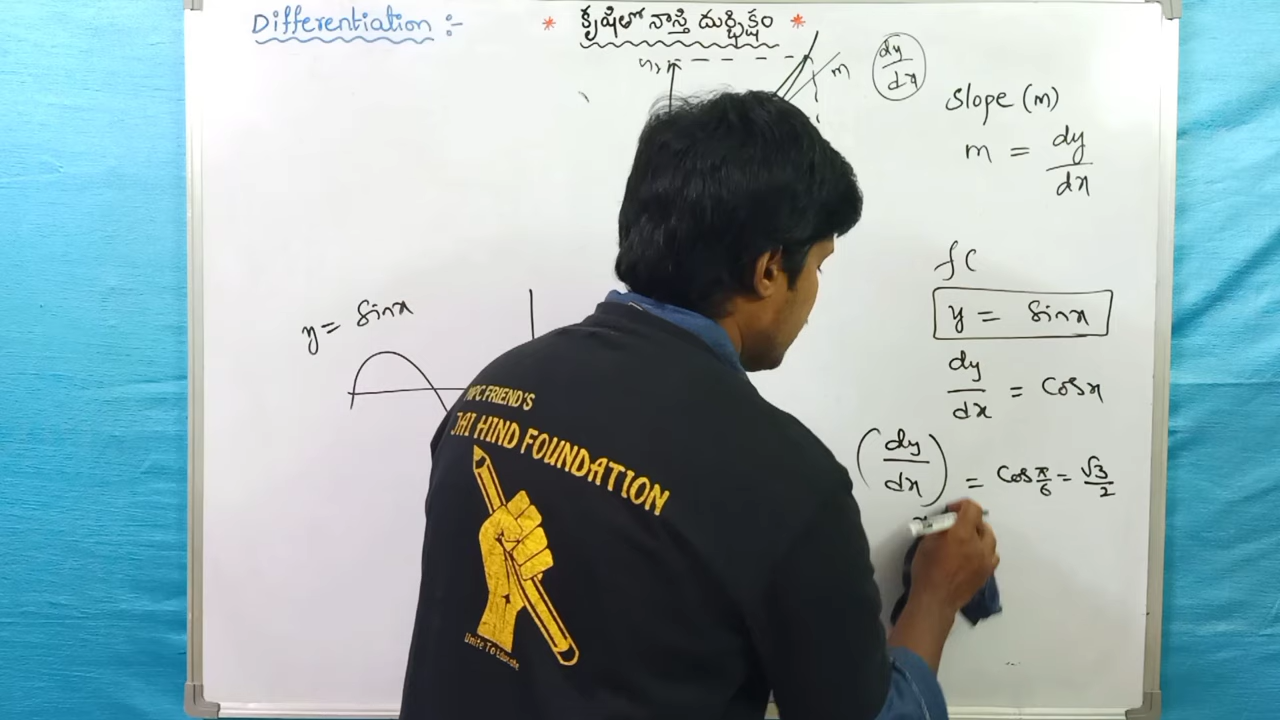 Differentiation :-
* కృషితో నాస్తి దుర్భిక్షం *
m
dy/dx
Slope (m)
m = dy/dx
f(
y = Sinx
y = Sinx
dy/dx = Cosx
(dy/dx) = Cos π/6 = √3/2
FRIEND'S
JAI HIND FOUNDATION
Unite To Educate